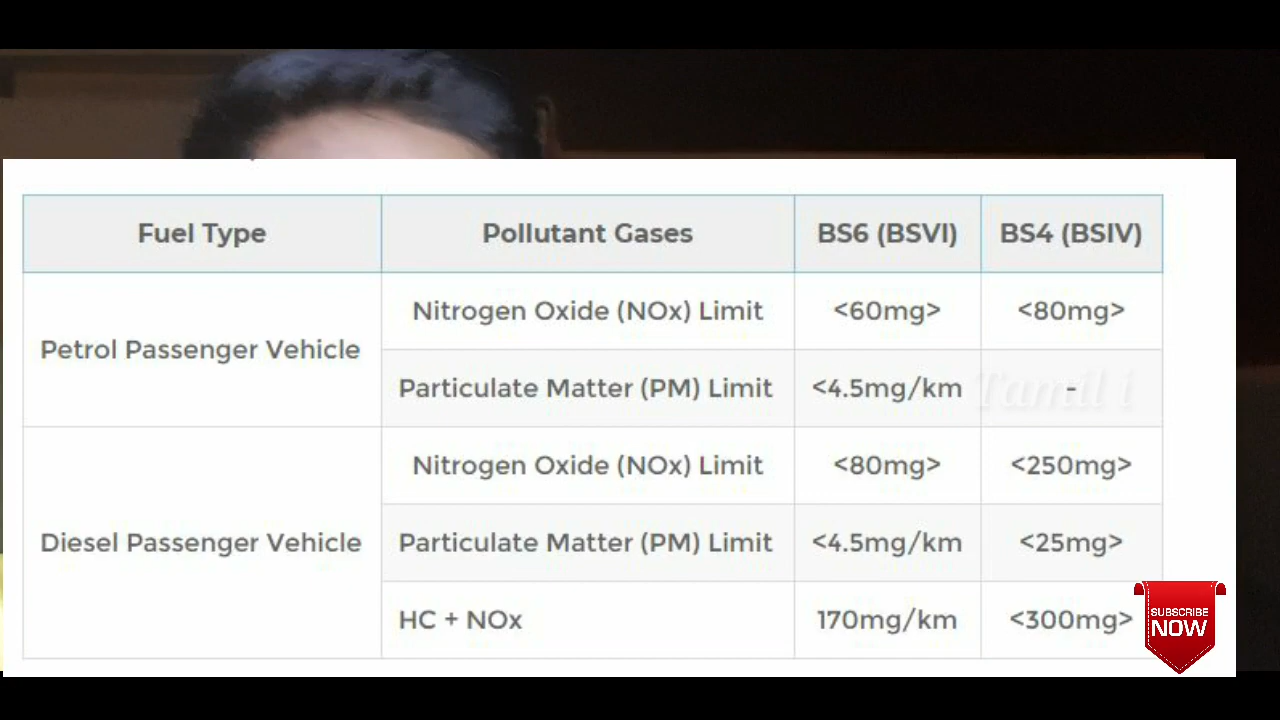 Fuel Type Pollutant Gases BS6 (BSVI) BS4 (BSIV)
Petrol Passenger Vehicle
Nitrogen Oxide (NOx) Limit <60mg> <80mg>
Particulate Matter (PM) Limit <4.5mg/km -
Tamil i
Diesel Passenger Vehicle
Nitrogen Oxide (NOx) Limit <80mg> <250mg>
Particulate Matter (PM) Limit <4.5mg/km <25mg>
HC + NOx 170mg/km <300mg>
SUBSCRIBE
NOW